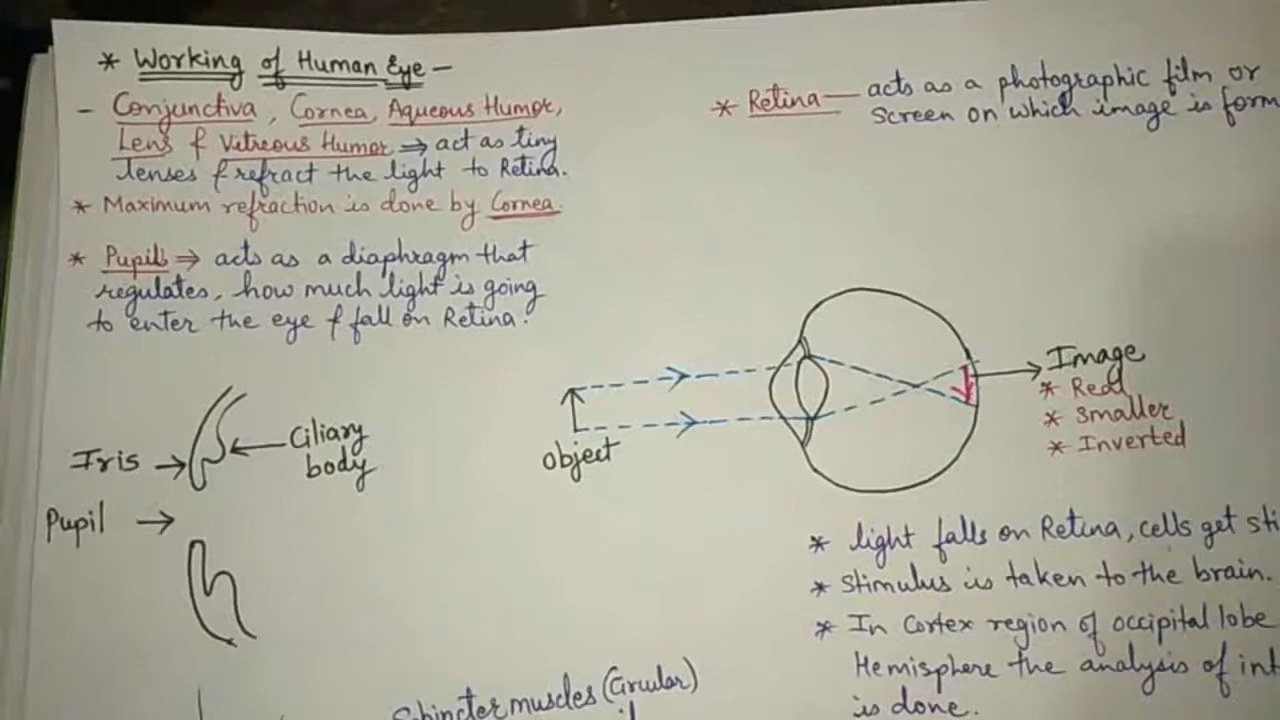 * Working of Human Eye –
- Conjunctiva, Cornea, Aqueous Humor,
Lens & Vitreous Humor ⇒ act as tiny
lenses & refract the light to Retina.
* Maximum refraction is done by Cornea.
* Pupil ⇒ acts as a diaphragm that
regulates, how much light is going
to enter the eye & fall on Retina.
Iris →
Ciliary
body
Pupil →
* Retina — acts as a photographic film or
screen on which image is form
object
Image
* Real
* Smaller
* Inverted
* light falls on Retina, cells get sti
* Stimulus is taken to the brain.
* In Cortex region of occipital lobe
Hemisphere the analysis of int
is done.
Sphincter muscles (Circular)